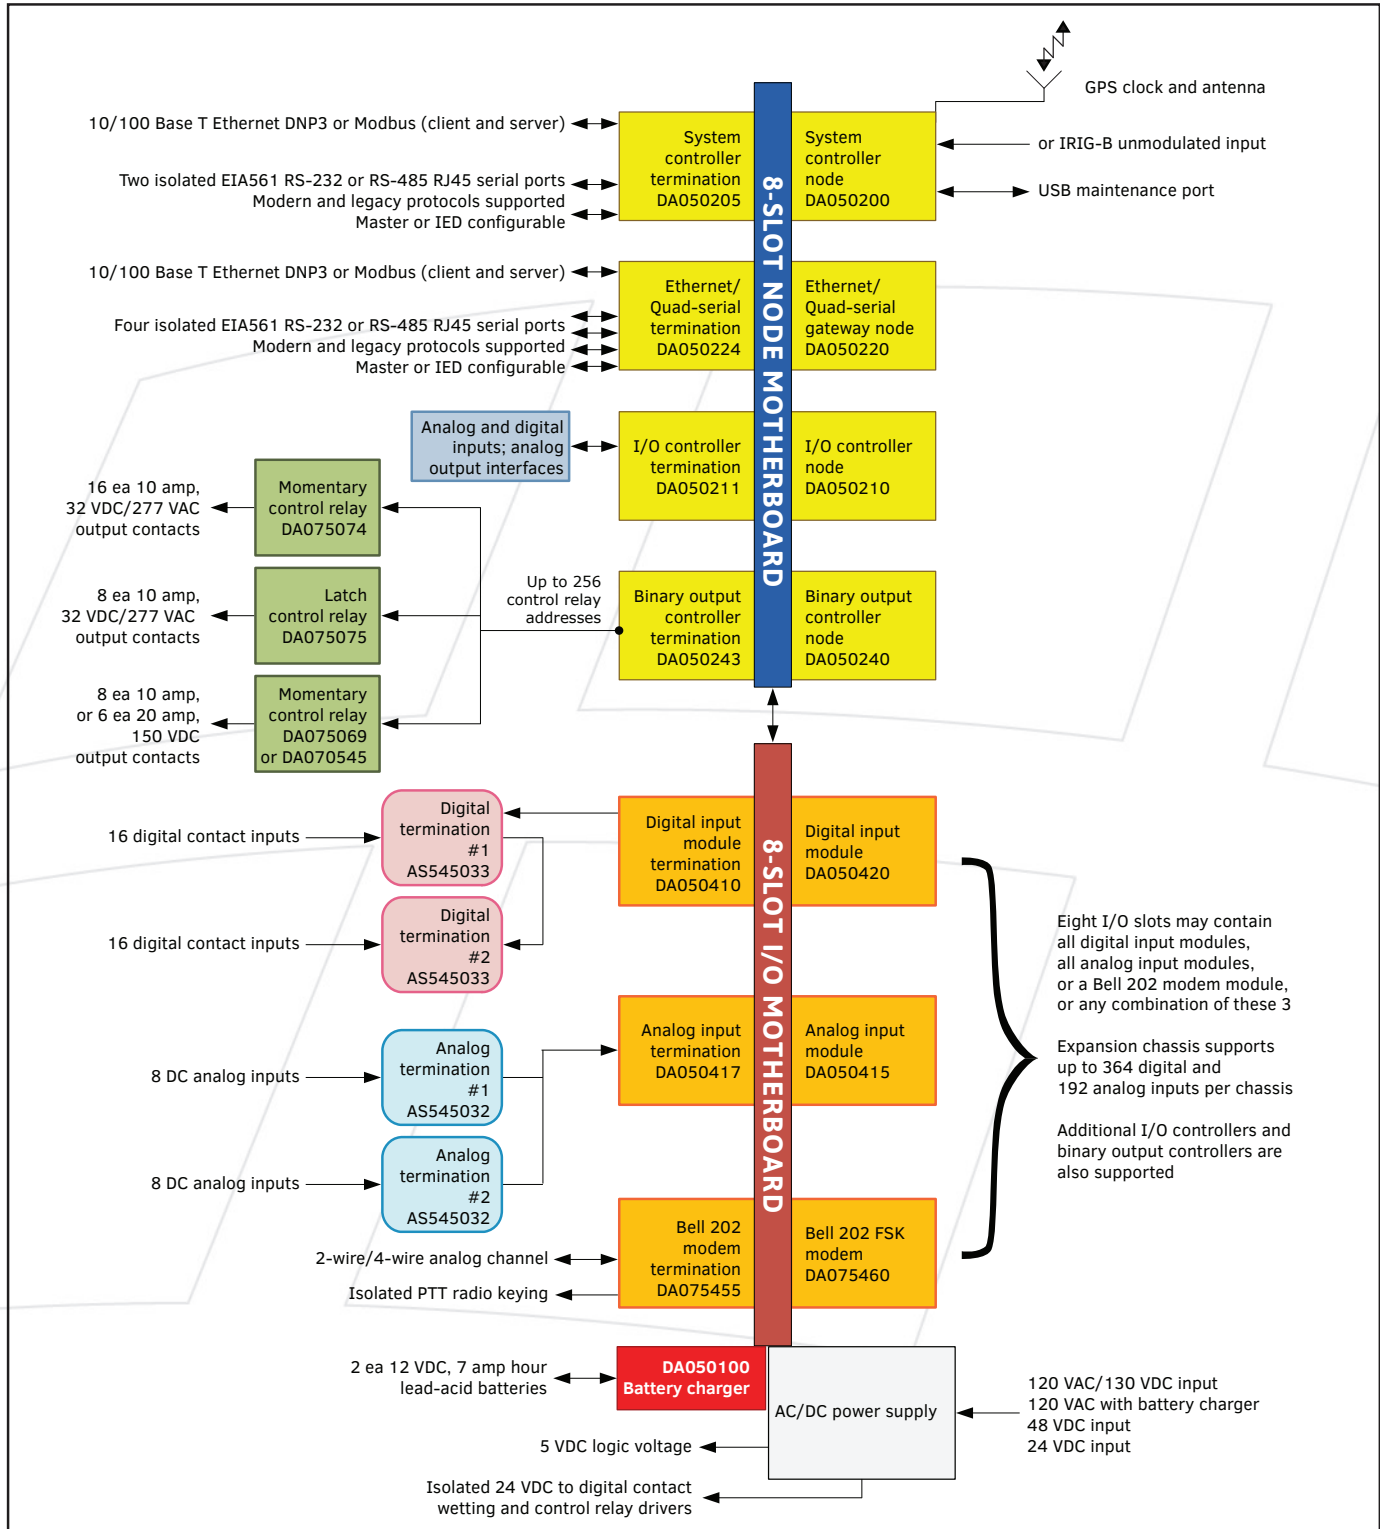 GPS clock and antenna
10/100 Base T Ethernet DNP3 or Modbus (client and server)
System
controller
termination
DA050205
System
controller
node
DA050200
or IRIG-B unmodulated input
USB maintenance port
Two isolated EIA561 RS-232 or RS-485 RJ45 serial ports
Modern and legacy protocols supported
Master or IED configurable
8-SLOT NODE MOTHERBOARD
10/100 Base T Ethernet DNP3 or Modbus (client and server)
Ethernet/
Quad-serial
termination
DA050224
Ethernet/
Quad-serial
gateway node
DA050220
Four isolated EIA561 RS-232 or RS-485 RJ45 serial ports
Modern and legacy protocols supported
Master or IED configurable
Analog and digital
inputs; analog
output interfaces
I/O controller
termination
DA050211
I/O controller
node
DA050210
16 ea 10 amp,
32 VDC/277 VAC
output contacts
Momentary
control relay
DA075074
8 ea 10 amp,
32 VDC/277 VAC
output contacts
Latch
control relay
DA075075
Up to 256
control relay
addresses
Binary output
controller
termination
DA050243
Binary output
controller
node
DA050240
8 ea 10 amp,
or 6 ea 20 amp,
150 VDC
output contacts
Momentary
control relay
DA075069
or DA070545
8-SLOT I/O MOTHERBOARD
16 digital contact inputs
Digital
termination
#1
AS545033
Digital input
module
termination
DA050410
Digital input
module
DA050420
16 digital contact inputs
Digital
termination
#2
AS545033
Eight I/O slots may contain
all digital input modules,
all analog input modules,
or a Bell 202 modem module,
or any combination of these 3
Expansion chassis supports
up to 364 digital and
192 analog inputs per chassis
Additional I/O controllers and
binary output controllers are
also supported
8 DC analog inputs
Analog
termination
#1
AS545032
Analog input
termination
DA050417
Analog input
module
DA050415
8 DC analog inputs
Analog
termination
#2
AS545032
2-wire/4-wire analog channel
Isolated PTT radio keying
Bell 202
modem
termination
DA075455
Bell 202 FSK
modem
DA075460
2 ea 12 VDC, 7 amp hour
lead-acid batteries
DA050100
Battery charger
AC/DC power supply
120 VAC/130 VDC input
120 VAC with battery charger
48 VDC input
24 VDC input
5 VDC logic voltage
Isolated 24 VDC to digital contact
wetting and control relay drivers